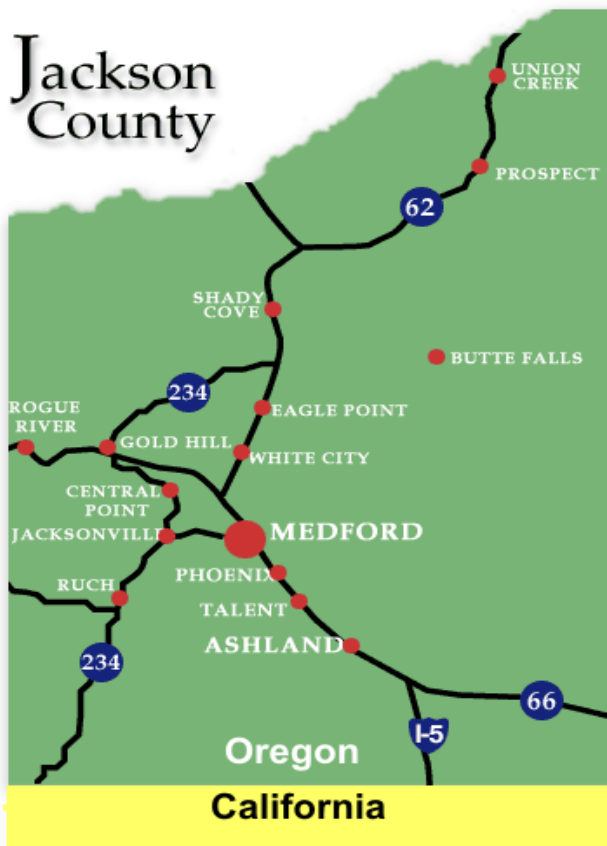 Jackson
County
UNION
CREEK
PROSPECT
62
SHADY
COVE
BUTTE FALLS
234
ROGUE
RIVER
EAGLE POINT
GOLD HILL
WHITE CITY
CENTRAL
POINT
JACKSONVILLE
MEDFORD
PHOENIX
RUCH
TALENT
ASHLAND
234
66
I-5
Oregon
California